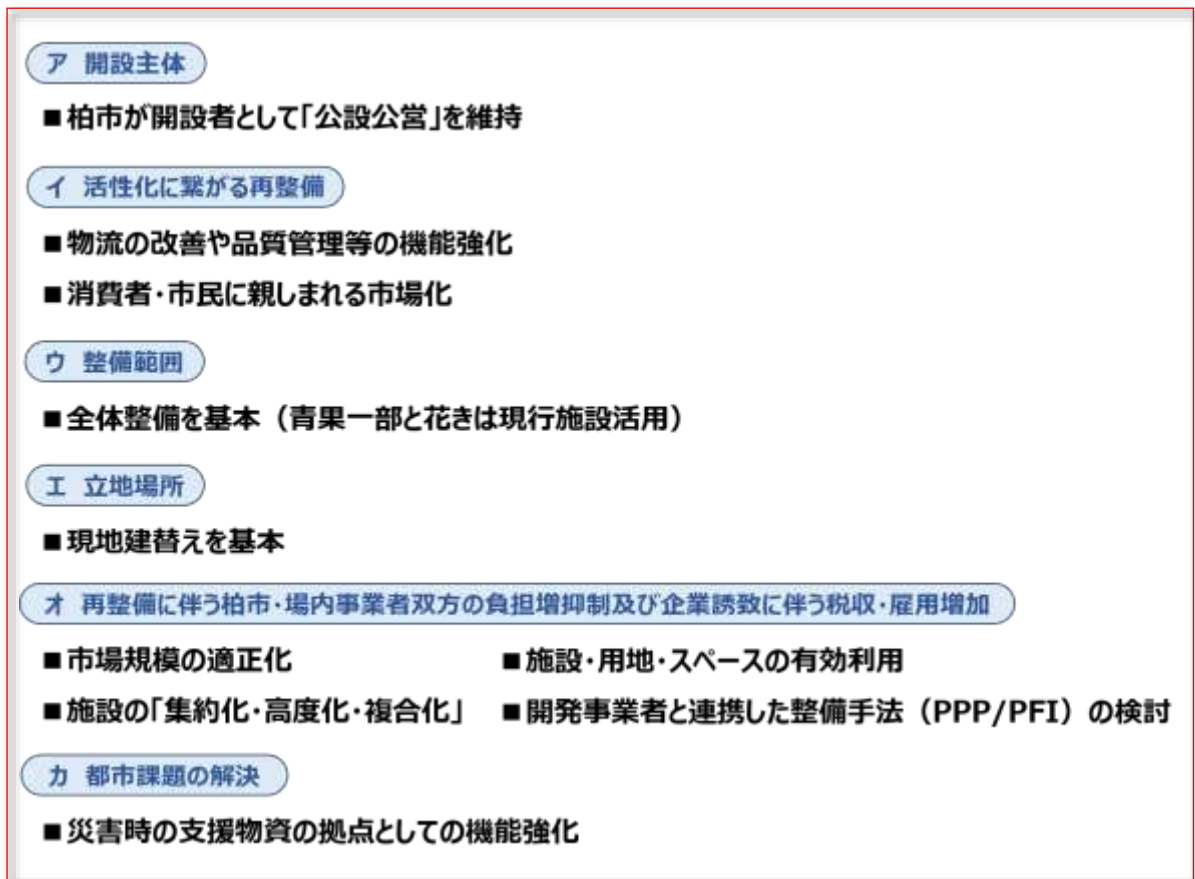 ア 開設主体
■柏市が開設者として「公設公営」を維持
イ 活性化に繋がる再整備
■物流の改善や品質管理等の機能強化
■消費者・市民に親しまれる市場化
ウ 整備範囲
■全体整備を基本（青果一部と花きは現行施設活用）
エ 立地場所
■現地建替えを基本
オ 再整備に伴う柏市・場内事業者双方の負担増抑制及び企業誘致に伴う税収・雇用増加
■市場規模の適正化 ■施設・用地・スペースの有効利用
■施設の「集約化・高度化・複合化」 ■開発事業者と連携した整備手法（PPP/PFI）の検討
カ 都市課題の解決
■災害時の支援物資の拠点としての機能強化